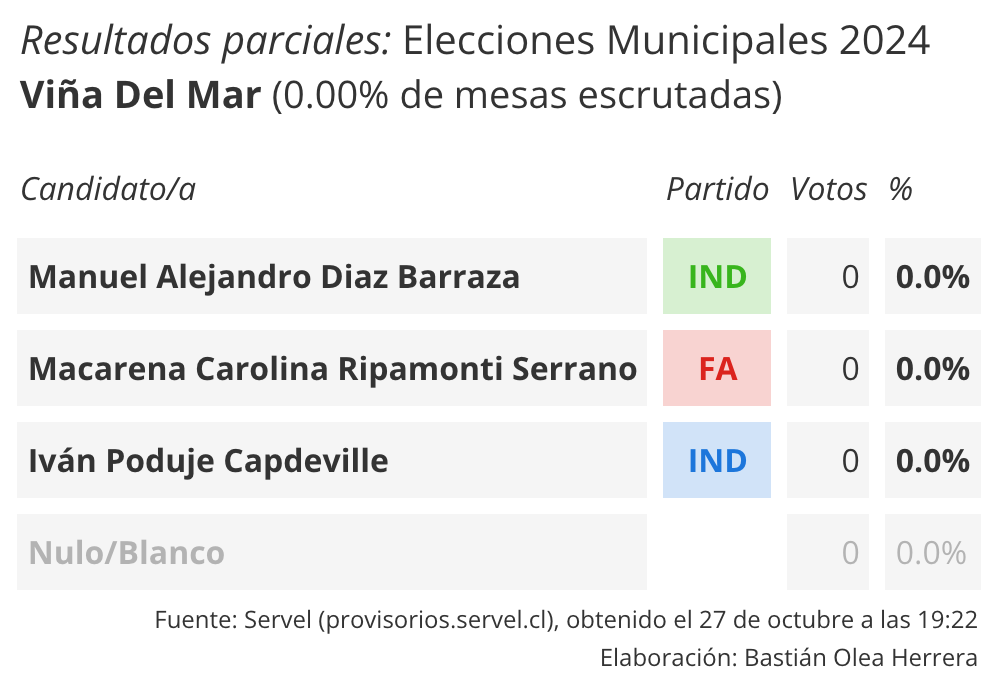 Resultados parciales: Elecciones Municipales 2024
Viña Del Mar (0.00% de mesas escrutadas)
Candidato/a Partido Votos %
Manuel Alejandro Diaz Barraza IND 0 0.0%
Macarena Carolina Ripamonti Serrano FA 0 0.0%
Iván Poduje Capdeville IND 0 0.0%
Nulo/Blanco 0 0.0%
Fuente: Servel (provisorios.servel.cl), obtenido el 27 de octubre a las 19:22
Elaboración: Bastián Olea Herrera